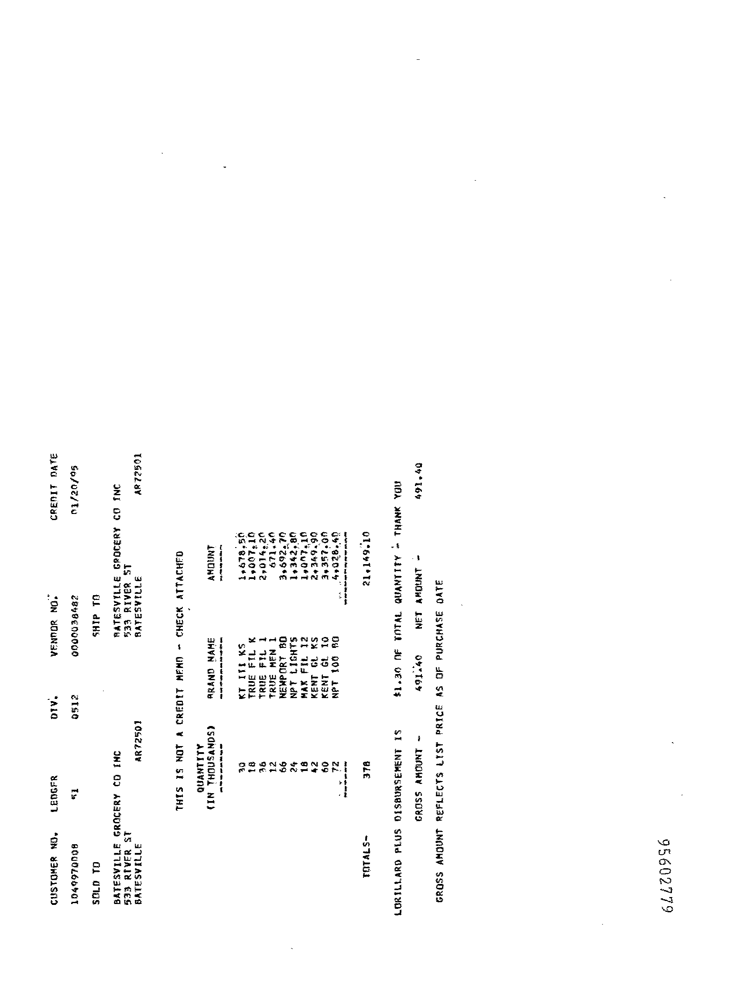 CUSTOMER NO. LEDGER DIV. VENDOR NO. CREDIT DATE
1049970008 51 0512 0000038482 01/20/95
SOLD TO SHIP TO
BATESVILLE GROCERY CO INC BATESVILLE GROCERY CO INC
533 RIVER ST 533 RIVER ST
BATESVILLE AR72501 BATESVILLE AR72501
THIS IS NOT A CREDIT MEMO - CHECK ATTACHED
QUANTITY
(IN THOUSANDS) BRAND NAME AMOUNT
30 KT III KS 1,678.50
18 TRUE FIL K 1,007.10
36 TRUE FIL 1 2,014.20
12 TRUE MEN 1 671.40
66 NEWPORT BO 3,692.70
24 NPT LIGHTS 1,342.80
18 MAX FIL 12 1,007.10
42 KENT GL KS 2,349.90
60 KENT GL 10 3,357.00
72 NPT 100 BO 4,028.40
TOTALS- 378 21,149.10
LORILLARD PLUS DISBURSEMENT IS $1.30 OF TOTAL QUANTITY - THANK YOU
GROSS AMOUNT - 491.40 NET AMOUNT - 491.40
GROSS AMOUNT REFLECTS LIST PRICE AS OF PURCHASE DATE
95602779